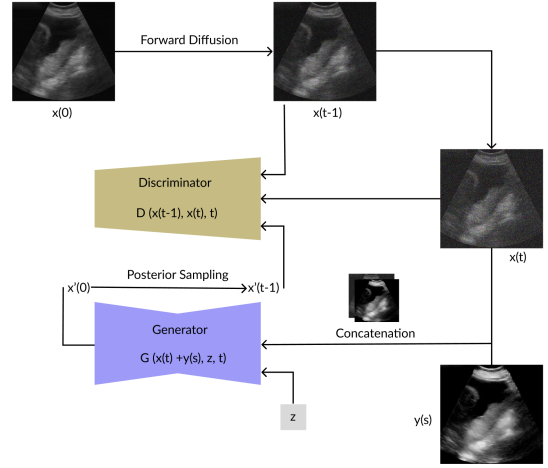 Forward Diffusion
x(0)
x(t-1)
Discriminator
D (x(t-1), x(t), t)
x(t)
Posterior Sampling
x'(0)
x'(t-1)
Generator
Concatenation
G (x(t) +y(s), z, t)
z
y(s)